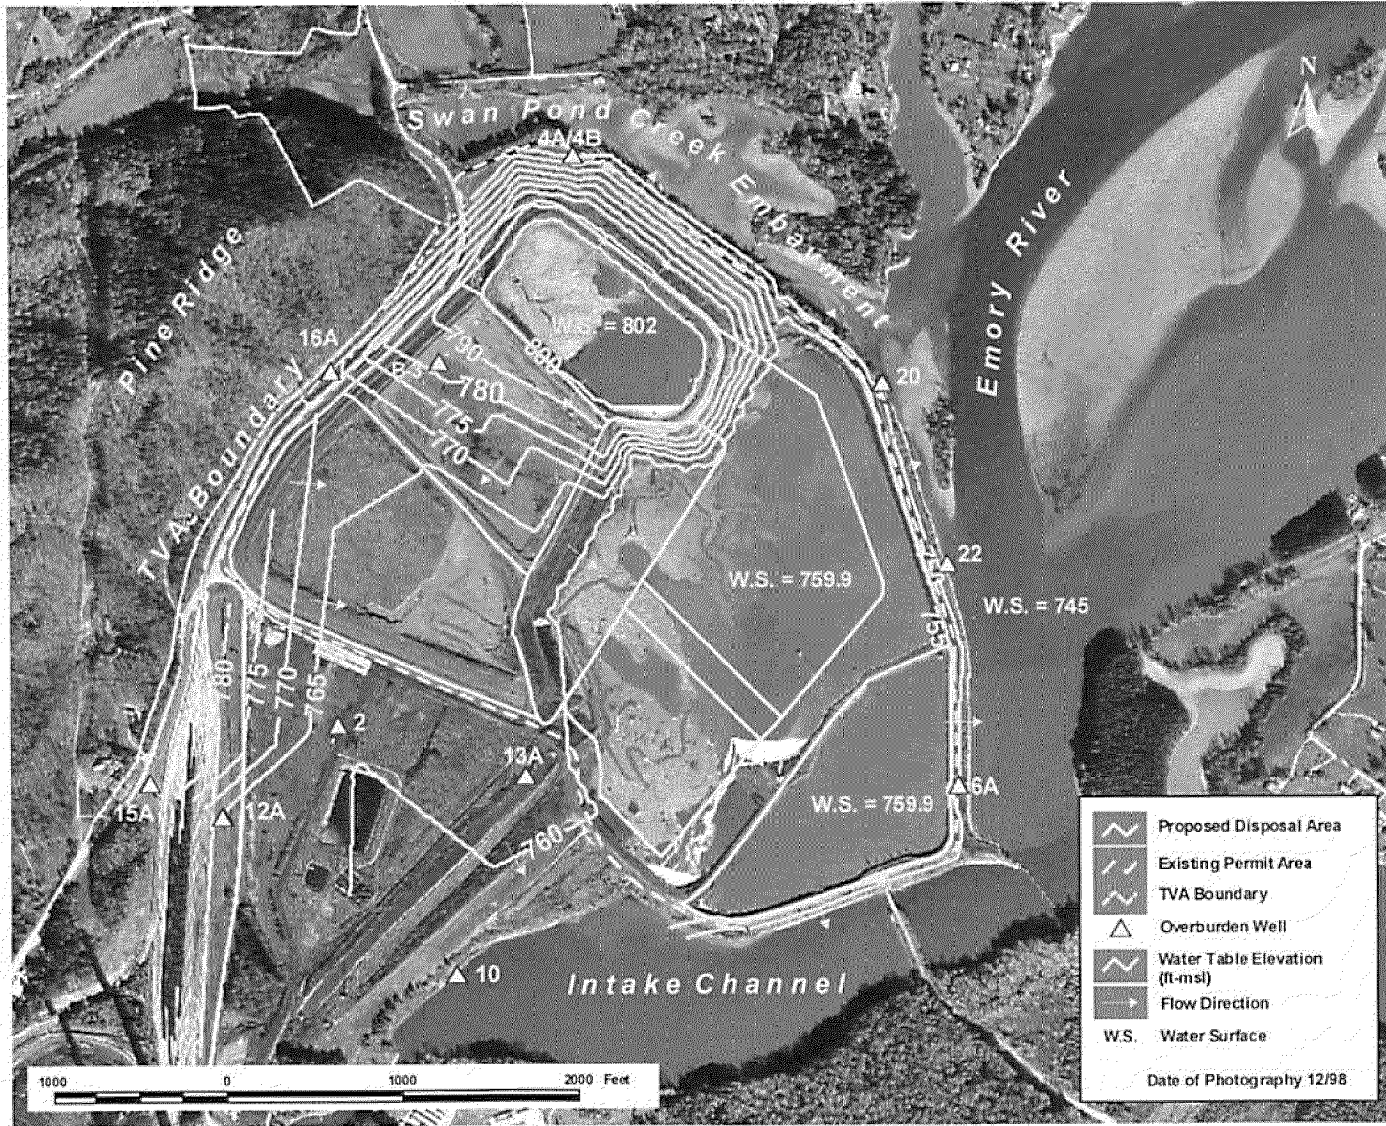 N
Swan Pond Creek Embayment
4A/4B
Emory River
Pine Ridge
W.S. = 802
16A
790
800
B-3
780
20
775
770
TVA Boundary
22
W.S. = 759.9
W.S. = 745
750
755
780
775
770
765
2
13A
15A
12A
W.S. = 759.9
6A
760
10
Intake Channel
Proposed Disposal Area
Existing Permit Area
TVA Boundary
Overburden Well
Water Table Elevation
(ft-msl)
Flow Direction
W.S. Water Surface
Date of Photography 12/98
1000 0 1000 2000 Feet